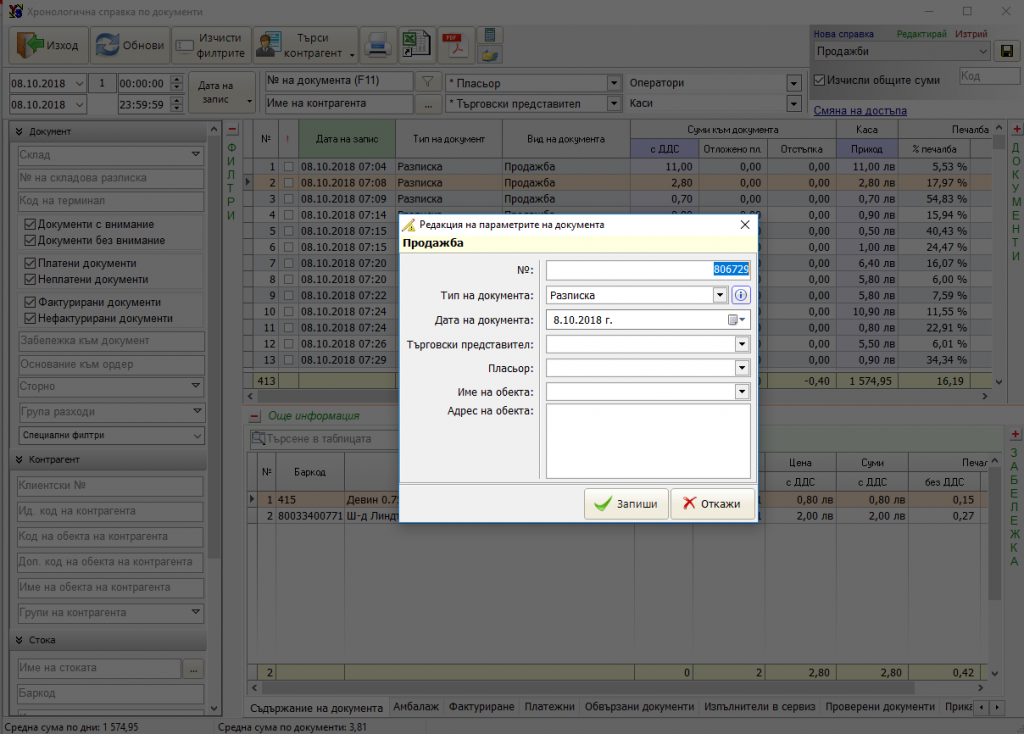 Хронологична справка по документи
Изход
Обнови
Изчисти филтрите
Търси контрагент
Нова справка Редактирай Изтрий
Продажби
08.10.2018 1 00:00:00
08.10.2018 23:59:59
Дата на запис
№ на документа (F11)
Име на контрагента
...
* Пласьор
* Търговски представител
Оператори
Каси
Изчисли общите суми
Код
Смяна на достъпа
Документ
Склад
№ на складова разписка
Код на терминал
Документи с внимание
Документи без внимание
Платени документи
Неплатени документи
Фактурирани документи
Нефактурирани документи
Забележка към документ
Основание към ордер
Сторно
Група разходи
Специални филтри
Контрагент
Клиентски №
Ид. код на контрагента
Код на обекта на контрагента
Доп. код на обекта на контрагента
Име на обекта на контрагента
Групи на контрагента
Стока
Име на стоката
...
Баркод
ФИЛТРИ
№ ! Дата на запис Тип на документ Вид на документа Суми към документа Каса Печалба
с ДДС Отложено пл. Отстъпка Приход % печалба
1 08.10.2018 07:04 Разписка Продажба 11,00 0,00 0,00 11,00 лв 5,53 %
2 08.10.2018 07:08 Разписка Продажба 2,80 0,00 0,00 2,80 лв 17,97 %
3 08.10.2018 07:09 Разписка Продажба 0,70 0,00 0,00 0,70 лв 54,83 %
4 08.10.2018 07:14 0,00 0,90 лв 15,94 %
5 08.10.2018 07:15 0,00 0,50 лв 40,43 %
6 08.10.2018 07:15 0,00 1,00 лв 24,47 %
7 08.10.2018 07:20 0,00 6,40 лв 16,07 %
8 08.10.2018 07:20 0,00 5,80 лв 6,00 %
9 08.10.2018 07:22 0,00 5,80 лв 7,59 %
10 08.10.2018 07:24 0,00 10,90 лв 11,55 %
11 08.10.2018 07:24 0,00 0,80 лв 22,91 %
12 08.10.2018 07:26 0,00 5,50 лв 6,01 %
13 08.10.2018 07:29 0,00 0,90 лв 34,34 %
413 -0,40 1 574,95 16,19
ДОКУМЕНТИ
Редакция на параметрите на документа
Продажба
№: 806729
Тип на документа: Разписка
Дата на документа: 8.10.2018 г.
Търговски представител:
Пласьор:
Име на обекта:
Адрес на обекта:
Запиши
Откажи
Още информация
Търсене в таблицата
№ Баркод Цена Суми Печал
с ДДС с ДДС без ДДС
1 415 Девин 0.7 0,80 лв 0,80 лв 0,15
2 80033400771 Ш-д Линдт 2,00 лв 2,00 лв 0,27
2 0 2 2,80 2,80 0,42
ЗАБЕЛЕЖКА
Съдържание на документа Амбалаж Фактуриране Платежни Обвързани документи Изпълнители в сервиз Проверени документи Прика
Средна сума по дни: 1 574,95 Средна сума по документи: 3,81